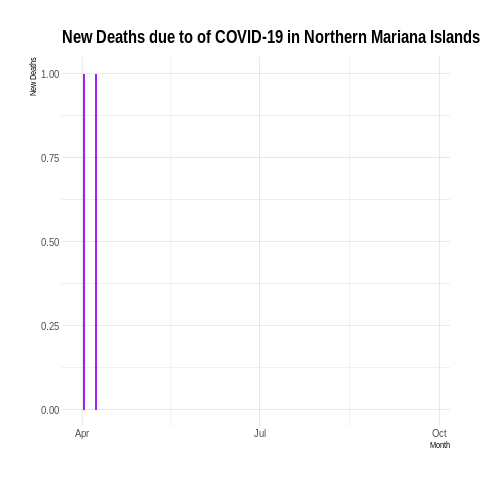 New Deaths due to of COVID-19 in Northern Mariana Islands
New Deaths
1.00
0.75
0.50
0.25
0.00
Apr Jul Oct
Month